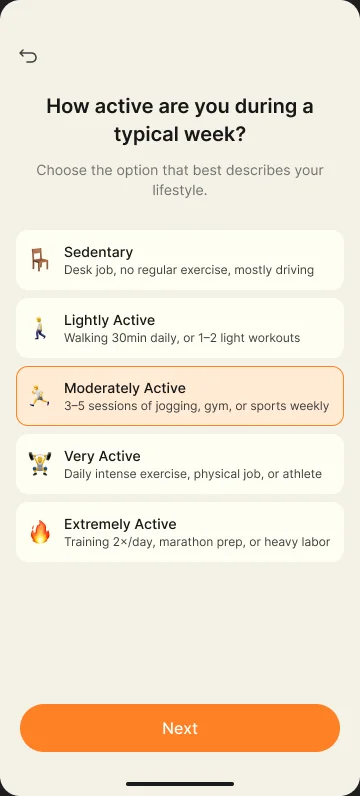 How active are you during a
typical week?
Choose the option that best describes your
lifestyle.
Sedentary
Desk job, no regular exercise, mostly driving
Lightly Active
Walking 30min daily, or 1–2 light workouts
Moderately Active
3–5 sessions of jogging, gym, or sports weekly
Very Active
Daily intense exercise, physical job, or athlete
Extremely Active
Training 2×/day, marathon prep, or heavy labor
Next